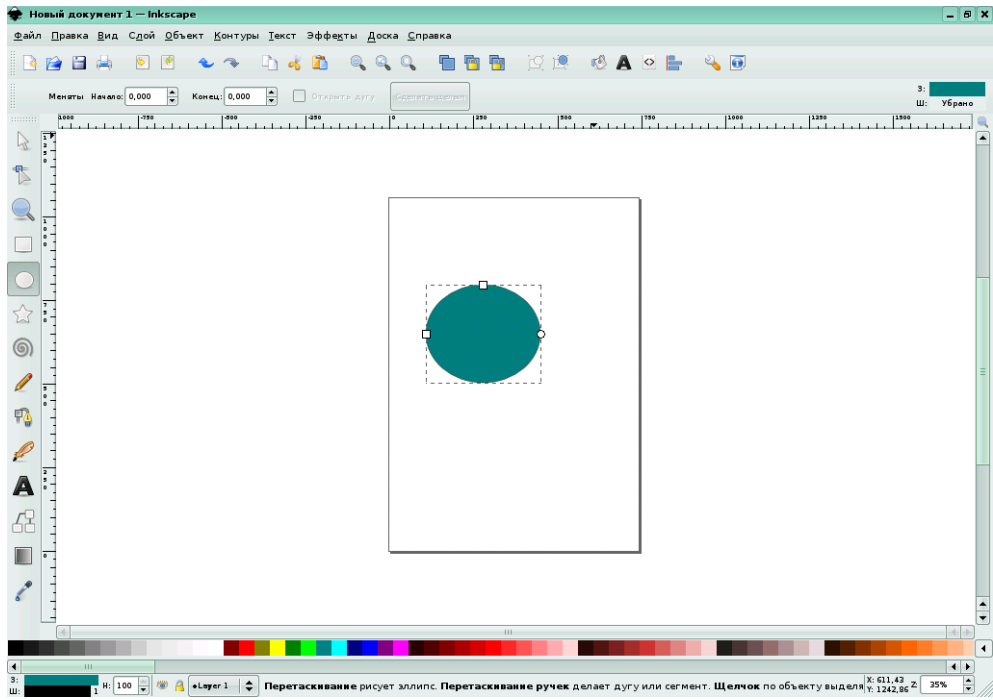 Новый документ 1 — Inkscape
Файл Правка Вид Слой Объект Контуры Текст Эффекты Доска Справка
Меняты Начало: 0,000 Конец: 0,000 Открыть дугу
З:
Ш: Убрано
1000 -750 -500 -250 0 250 500 750 1000 1250 1500
З:
Ш: 1
Н: 100
•Layer 1
Перетаскивание рисует эллипс. Перетаскивание ручек делает дугу или сегмент. Щелчок по объекту выделя
X: 611,43
Y: 1242,86
Z: 35%